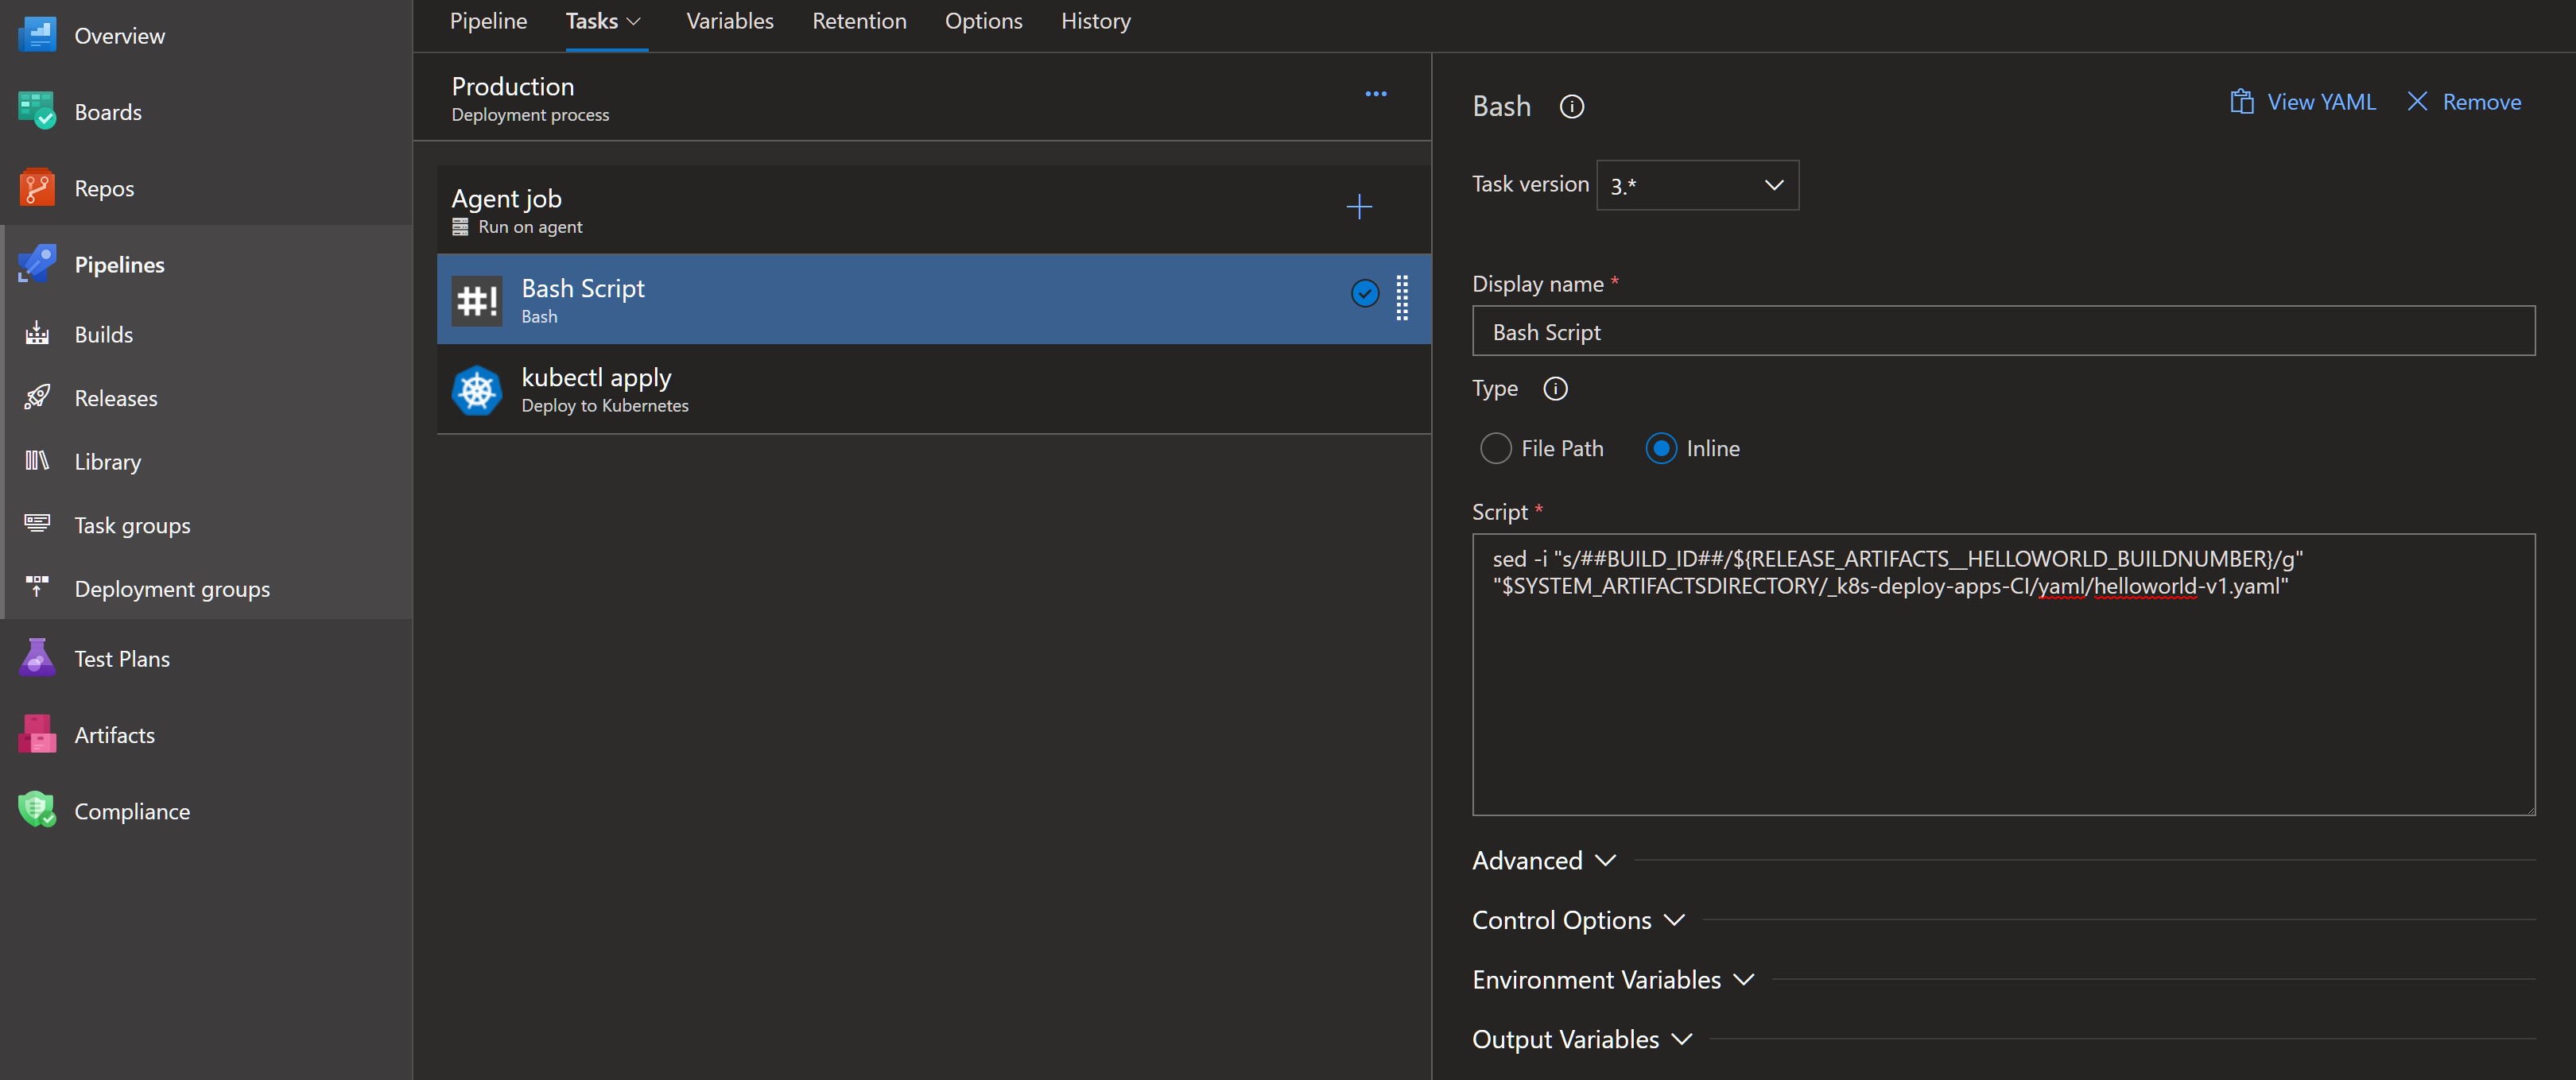 Overview
Boards
Repos
Pipelines
Builds
Releases
Library
Task groups
Deployment groups
Test Plans
Artifacts
Compliance
Pipeline Tasks Variables Retention Options History
Production
Deployment process
...
Agent job
Run on agent
#! Bash Script
Bash
kubectl apply
Deploy to Kubernetes
Bash
View YAML Remove
Task version 3.*
Display name *
Bash Script
Type
File Path Inline
Script *
sed -i "s/##BUILD_ID##/${RELEASE_ARTIFACTS__HELLOWORLD_BUILDNUMBER}/g"
"$SYSTEM_ARTIFACTSDIRECTORY/_k8s-deploy-apps-CI/yaml/helloworld-v1.yaml"
Advanced
Control Options
Environment Variables
Output Variables